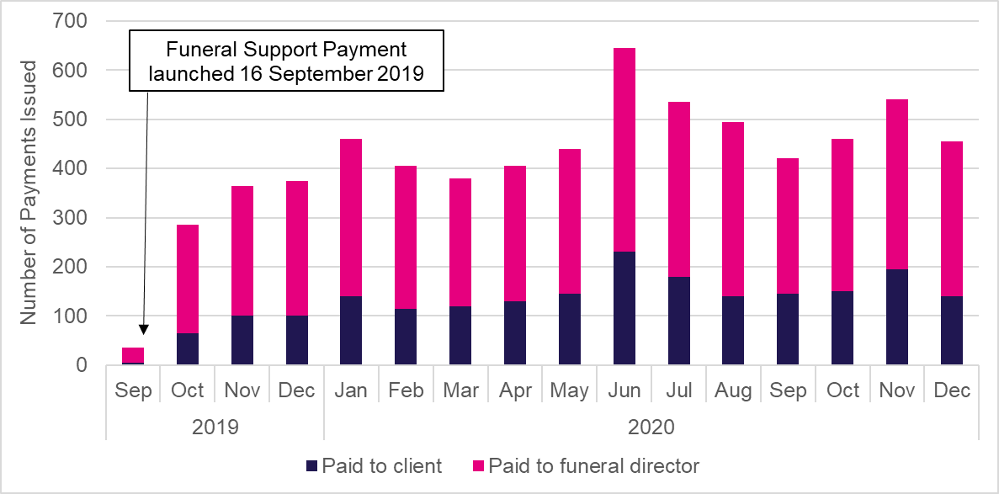 700
600
500
400
300
200
100
0
Number of Payments Issued
Funeral Support Payment
launched 16 September 2019
Sep Oct Nov Dec Jan Feb Mar Apr May Jun Jul Aug Sep Oct Nov Dec
2019 2020
Paid to client Paid to funeral director